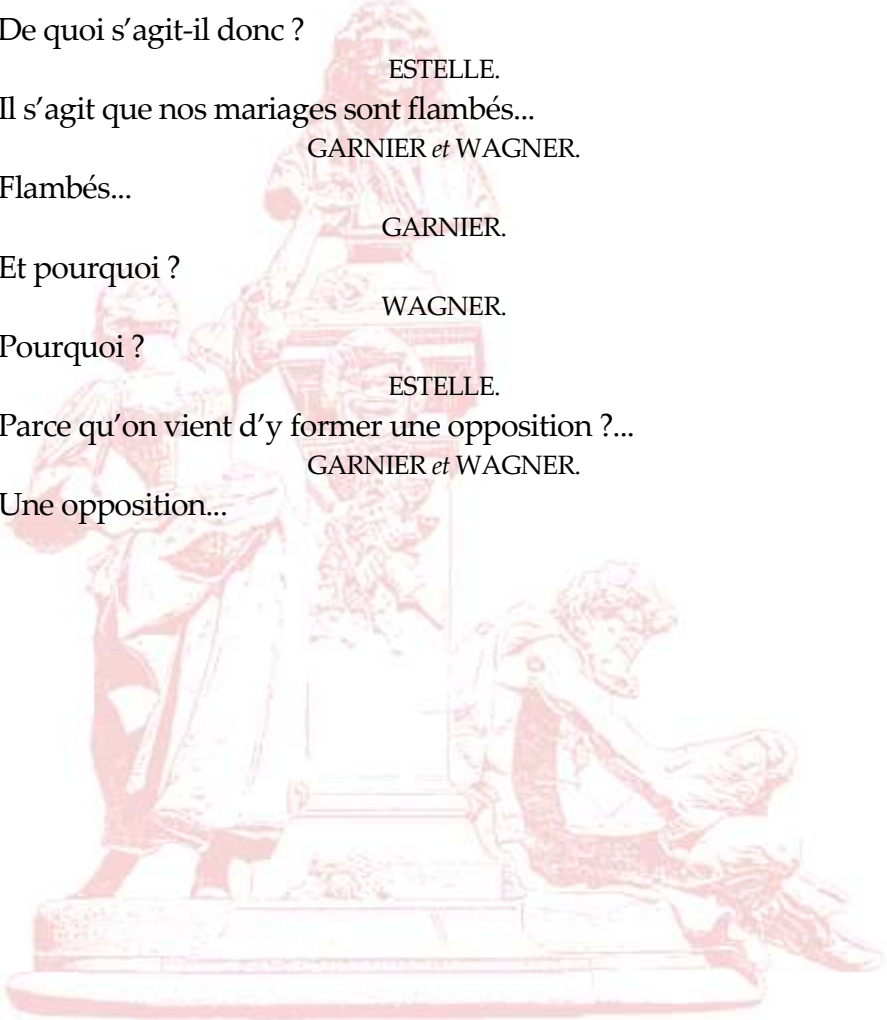 De quoi s’agit-il donc ?
ESTELLE.
Il s’agit que nos mariages sont flambés...
GARNIER et WAGNER.
Flambés...
GARNIER.
Et pourquoi ?
WAGNER.
Pourquoi ?
ESTELLE.
Parce qu’on vient d’y former une opposition ?...
GARNIER et WAGNER.
Une opposition...